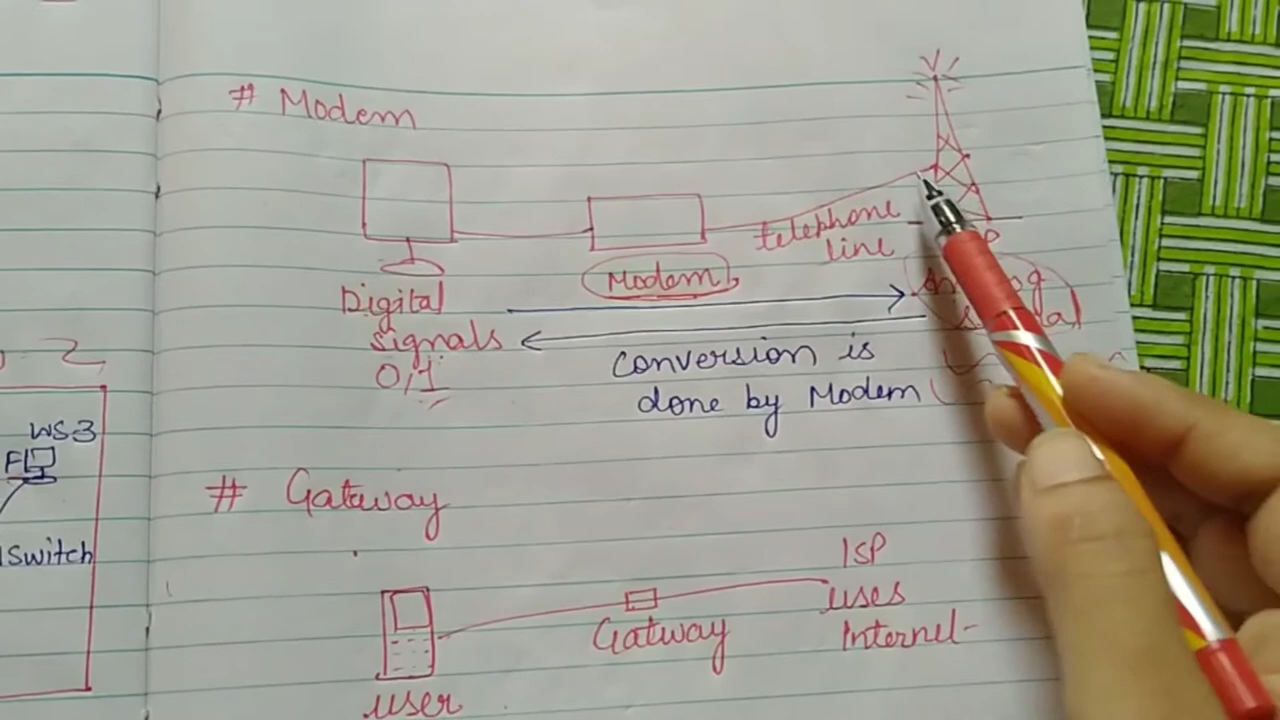 # Modem
telephone
line
Modem
Digital
signals
0/1
conversion is
done by Modem
2
WS3
Switch
# Gatway
ISP
uses
Internet
Gatway
user